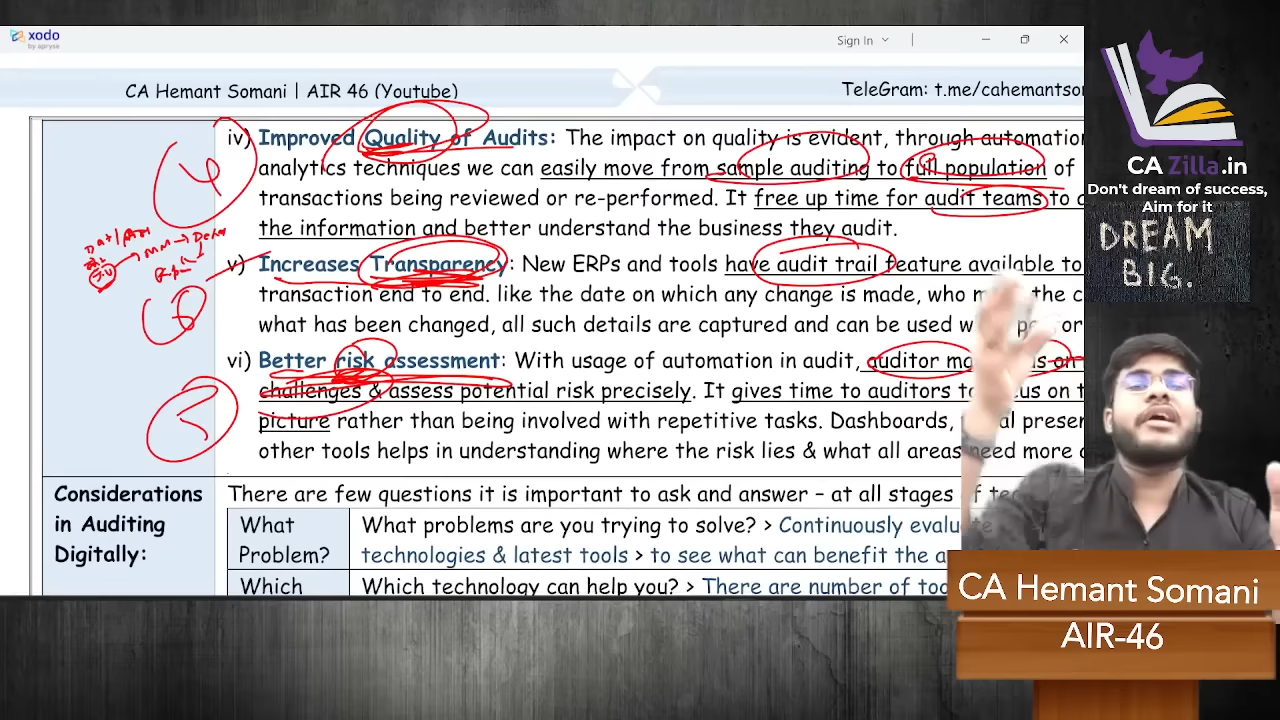 xodo
by apryse
Sign In
CA Hemant Somani | AIR 46 (Youtube)
TeleGram: t.me/cahemantsom
iv) Improved Quality of Audits: The impact on quality is evident, through automation
analytics techniques we can easily move from sample auditing to full population of
transactions being reviewed or re-performed. It free up time for audit teams to
the information and better understand the business they audit.
v) Increases Transparency: New ERPs and tools have audit trail feature available to
transaction end to end. like the date on which any change is made, who the
what has been changed, all such details are captured and can be used
vi) Better risk assessment: With usage of automation in audit, auditor on
challenges & assess potential risk precisely. It gives time to auditors to on
picture rather than being involved with repetitive tasks. Dashboards,
other tools helps in understanding where the risk lies & what all areas need more
Considerations
in Auditing
Digitally:
There are few questions it is important to ask and answer – at all stages of
What
Problem?
What problems are you trying to solve? > Continuously evaluate
technologies & latest tools > to see what can benefit the
Which
Which technology can help you? > There are number of
CA Zilla.in
Don't dream of success,
Aim for it
DREAM
BIG.
CA Hemant Somani
AIR-46